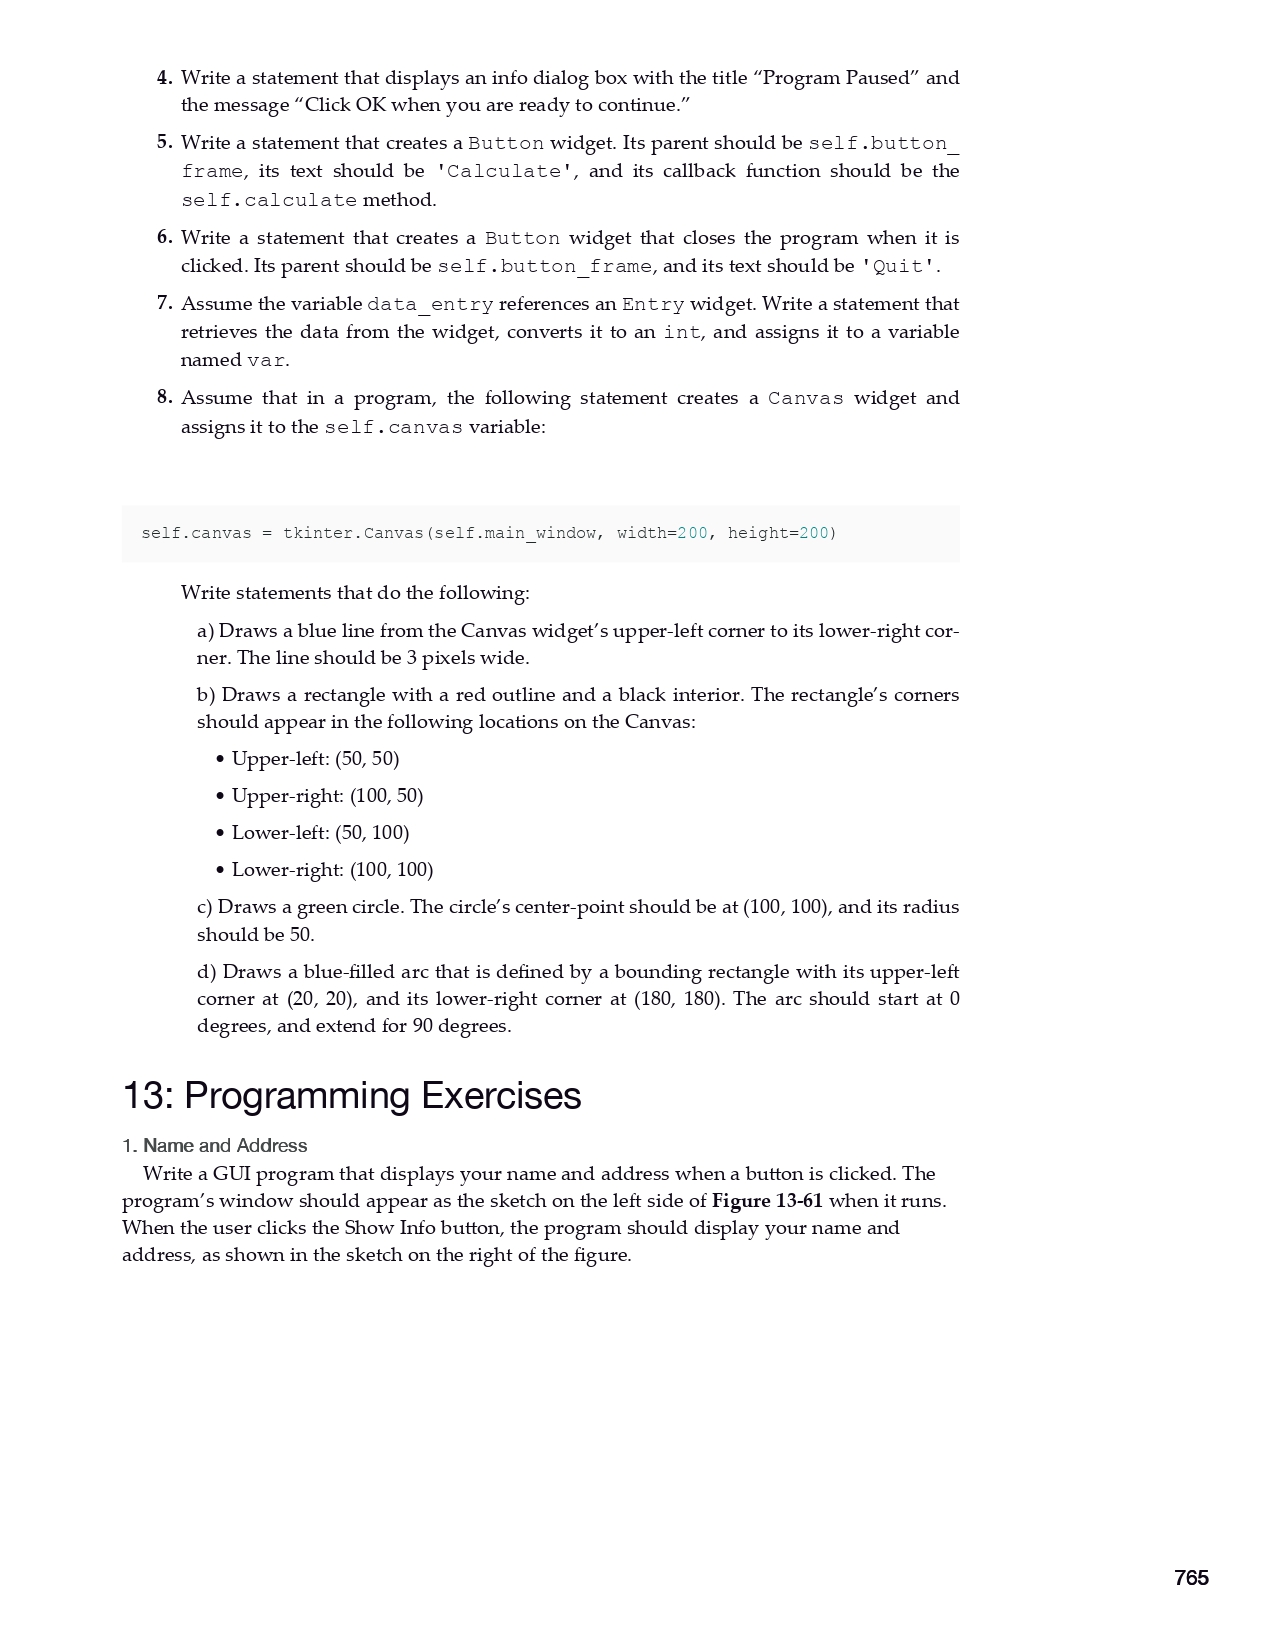 4. Write a statement that displays an info dialog box with the title “Program Paused” and
the message “Click OK when you are ready to continue.”
5. Write a statement that creates a Button widget. Its parent should be self.button_
frame, its text should be 'Calculate', and its callback function should be the
self.calculate method.
6. Write a statement that creates a Button widget that closes the program when it is
clicked. Its parent should be self.button_frame, and its text should be 'Quit'.
7. Assume the variable data_entry references an Entry widget. Write a statement that
retrieves the data from the widget, converts it to an int, and assigns it to a variable
named var.
8. Assume that in a program, the following statement creates a Canvas widget and
assigns it to the self.canvas variable:
self.canvas = tkinter.Canvas(self.main_window, width=200, height=200)
Write statements that do the following:
a) Draws a blue line from the Canvas widget’s upper-left corner to its lower-right cor-
ner. The line should be 3 pixels wide.
b) Draws a rectangle with a red outline and a black interior. The rectangle’s corners
should appear in the following locations on the Canvas:
• Upper-left: (50, 50)
• Upper-right: (100, 50)
• Lower-left: (50, 100)
• Lower-right: (100, 100)
c) Draws a green circle. The circle’s center-point should be at (100, 100), and its radius
should be 50.
d) Draws a blue-filled arc that is defined by a bounding rectangle with its upper-left
corner at (20, 20), and its lower-right corner at (180, 180). The arc should start at 0
degrees, and extend for 90 degrees.
13: Programming Exercises
1. Name and Address
Write a GUI program that displays your name and address when a button is clicked. The
program’s window should appear as the sketch on the left side of Figure 13-61 when it runs.
When the user clicks the Show Info button, the program should display your name and
address, as shown in the sketch on the right of the figure.
765